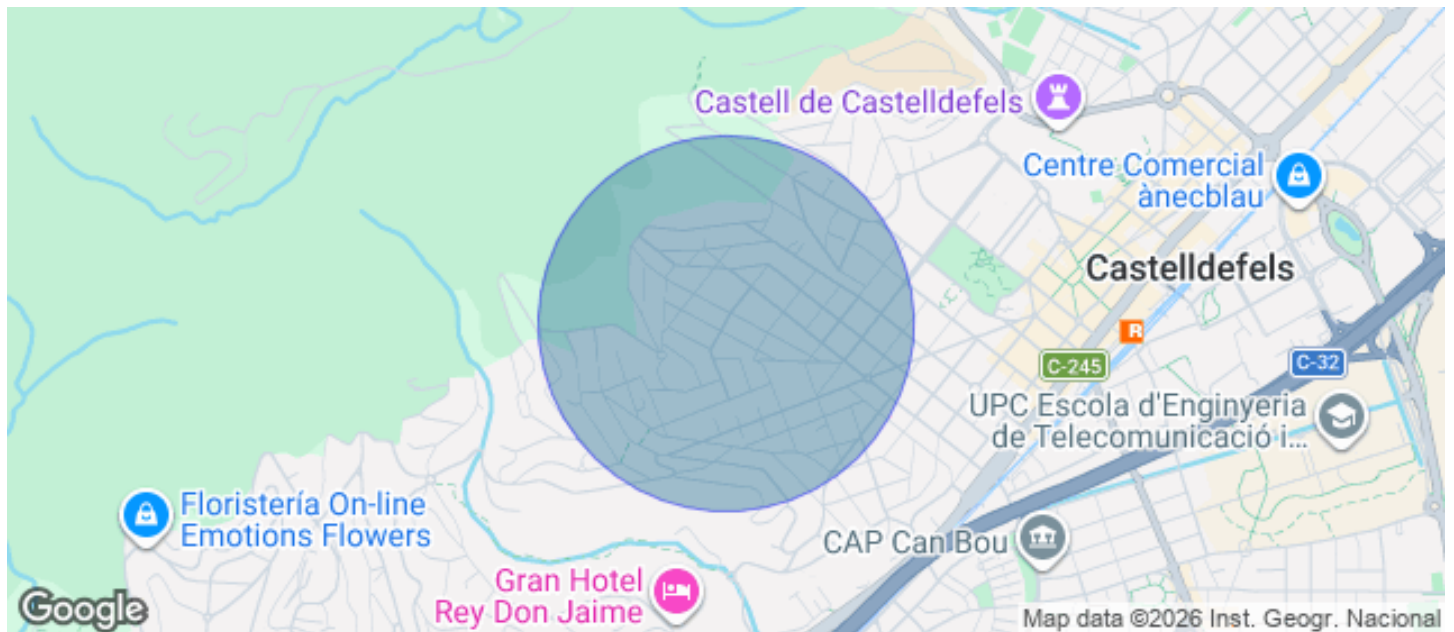 Castell de Castelldefels
Centre Comercial
ànecblau
Castelldefels
R
C-245
C-32
UPC Escola d'Enginyeria
de Telecomunicació i...
Floristería On-line
Emotions Flowers
CAP Can Bou
Gran Hotel
Rey Don Jaime
Google
Map data ©2026 Inst. Geogr. Nacional